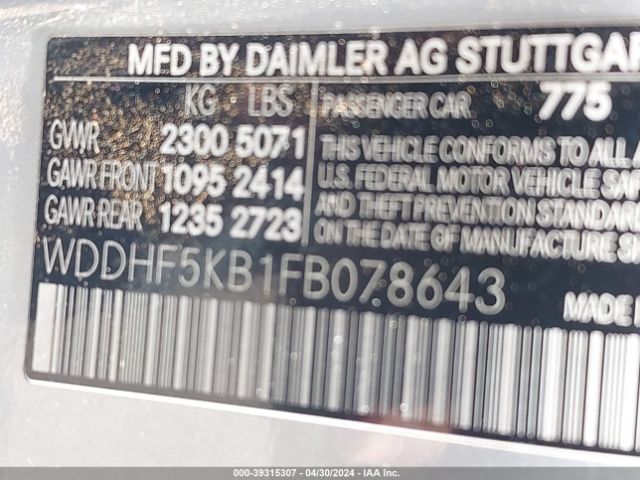 MFD BY DAIMLER AG STUTTGAR
KG LBS
PASSENGER CAR 775
GWR 2300 5071
GAWR FRONT 1095 2414
GAWR REAR 1235 2723
THIS VEHICLE CONFORMS TO ALL A
U.S. FEDERAL MOTOR VEHICLE SAF
AND THEFT PREVENTION STANDAR
ON THE DATE OF MANUFACTURE S
WDDHF5KB1FB078643
MADE
000-39315307 - 04/30/2024 - IAA Inc.